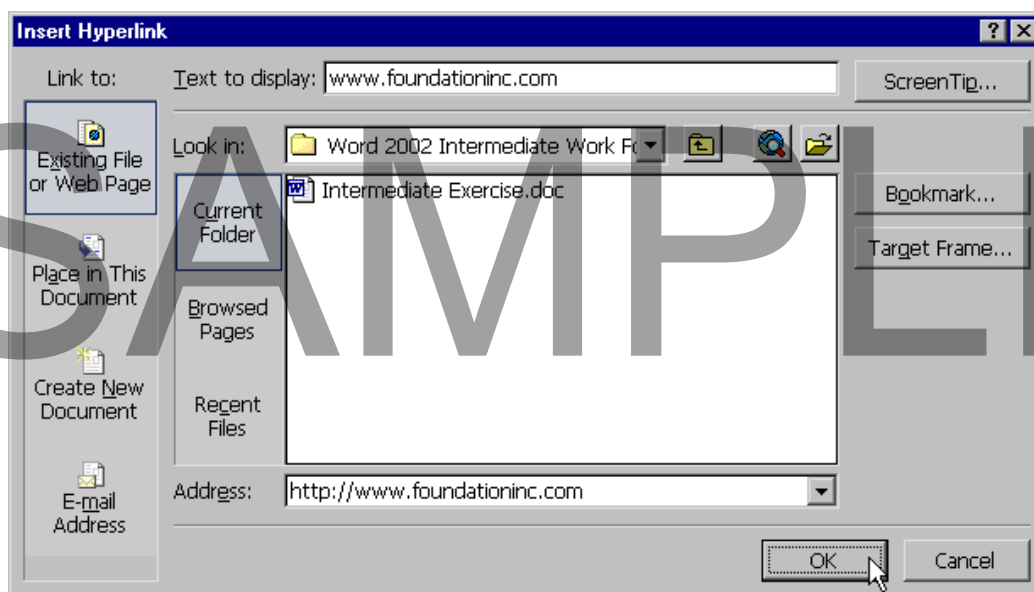 Insert Hyperlink
Link to:
Text to display: www.foundationinc.com
ScreenTip...
Existing File
or Web Page
Look in: Word 2002 Intermediate Work Fo
Intermediate Exercise.doc
Current
Folder
Bookmark...
Place in This
Document
Target Frame...
Browsed
Pages
Create New
Document
Recent
Files
E-mail
Address
Address: http://www.foundationinc.com
OK
Cancel
SAMPLE